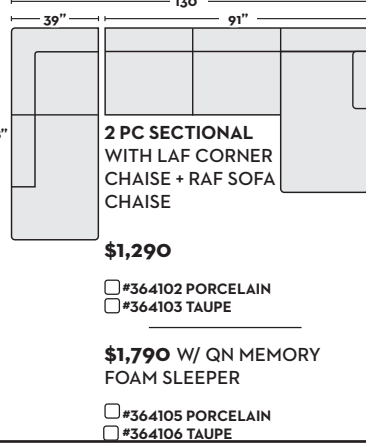 130
39” 91”
2 PC SECTIONAL
WITH LAF CORNER
CHAISE + RAF SOFA
CHAISE
$1,290
#364102 PORCELAIN
#364103 TAUPE
$1,790 W/ QN MEMORY
FOAM SLEEPER
#364105 PORCELAIN
#364106 TAUPE